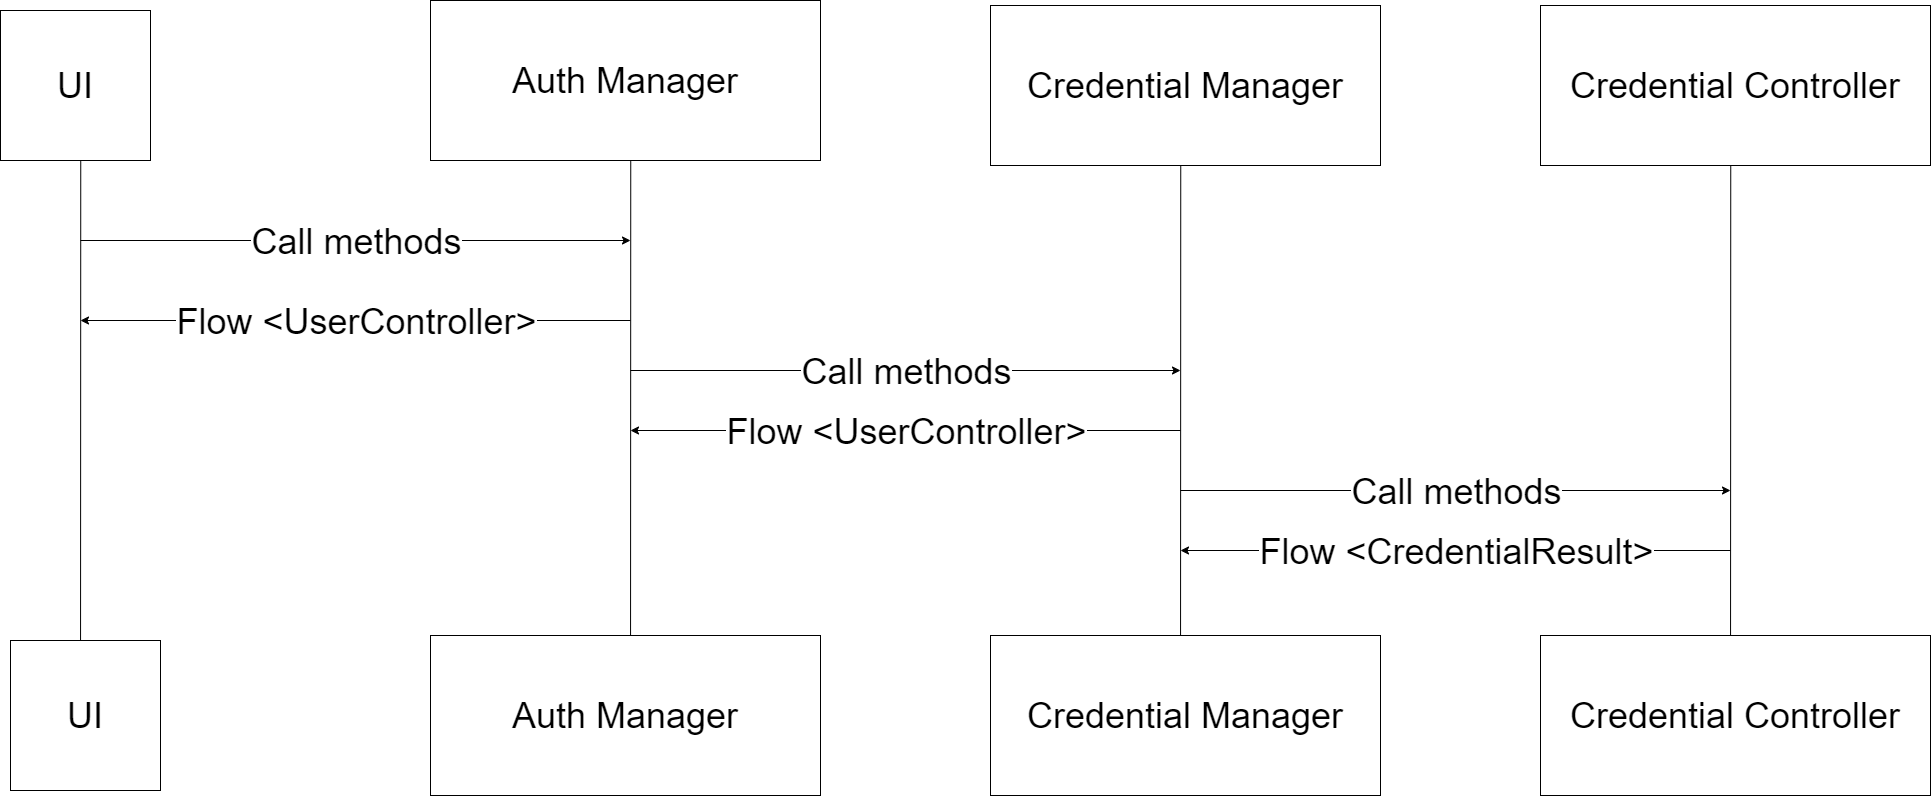 UI
Auth Manager
Credential Manager
Credential Controller
Call methods
Flow <UserController>
Call methods
Flow <UserController>
Call methods
Flow <CredentialResult>
UI
Auth Manager
Credential Manager
Credential Controller